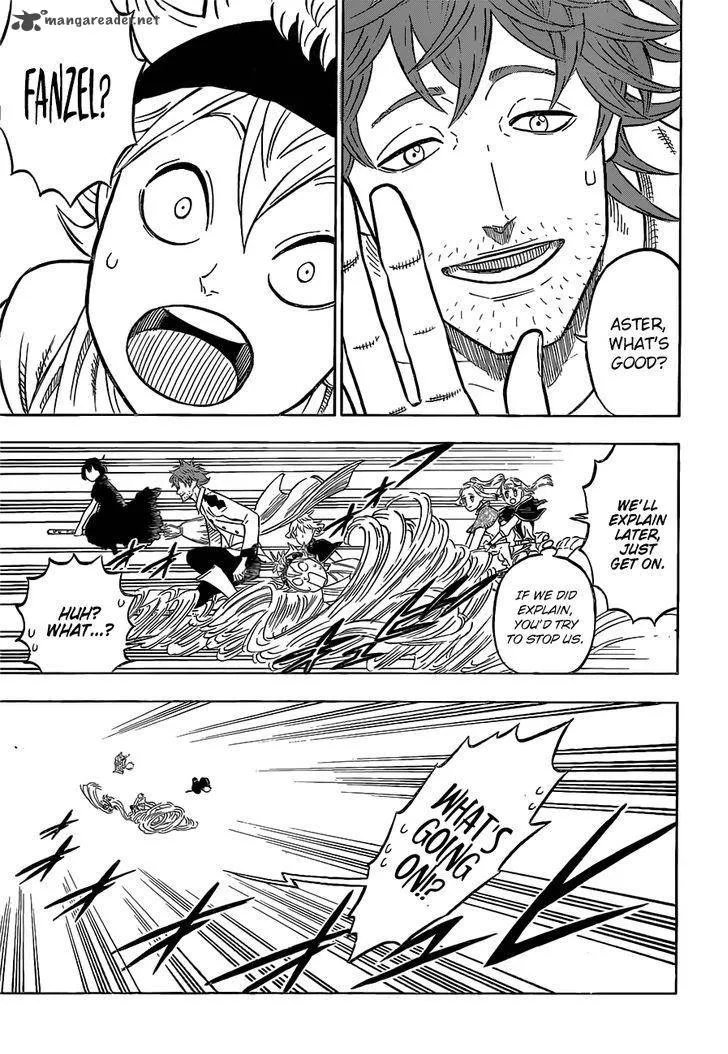 mangareader.net
ASTER,
WHAT'S
GOOD?
FANZEL?
WE'LL
EXPLAIN
LATER,
JUST
GET ON.
IF WE DID
EXPLAIN,
YOU'D TRY
TO STOP US.
HUH?
WHAT...?
WHAT'S
GOING
ON!?